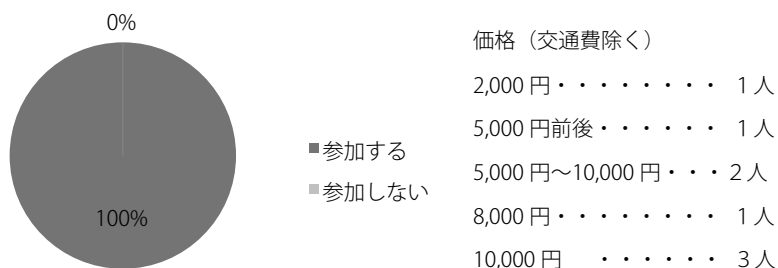 0%
100%
■参加する
■参加しない
価格（交通費除く）
2,000 円・・・・・・・・ 1 人
5,000 円前後・・・・・・ 1 人
5,000 円～10,000 円・・・ 2 人
8,000 円・・・・・・・・ 1 人
10,000 円　・・・・・・ 3 人